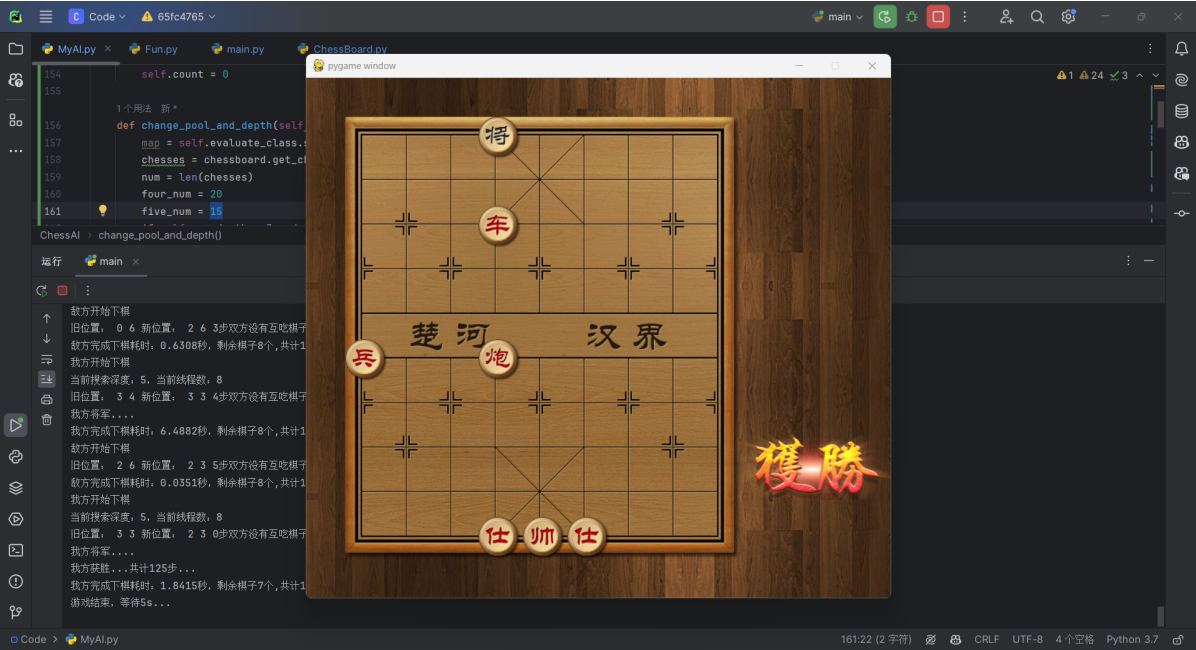 C Code 65fc4765 main
MyAI.py Fun.py main.py ChessBoard.py
pygame window
154 self.count = 0
1 24 3
155
1个用法 新 *
156 def change_pool_and_depth(self,
157 map = self.evaluate_class.s
158 chesses = chessboard.get_ch
159 num = len(chesses)
160 four_num = 20
161 five_num = 15
ChessAI change_pool_and_depth()
运行 main
敌方开始下棋
旧位置: 0 6 新位置: 2 6 3步双方没有互吃棋子
敌方完成下棋耗时：0.6308秒，剩余棋子8个,共计1
我方开始下棋
当前搜索深度：5，当前线程数：8
旧位置: 3 4 新位置: 3 3 4步双方没有互吃棋子
我方将军....
我方完成下棋耗时：6.4882秒，剩余棋子8个,共计1
敌方开始下棋
旧位置: 2 6 新位置: 2 3 5步双方没有互吃棋子
敌方完成下棋耗时：0.0351秒，剩余棋子8个,共计1
我方开始下棋
当前搜索深度：5，当前线程数：8
旧位置: 3 3 新位置: 2 3 0步双方没有互吃棋子
我方将军....
我方获胜...共计125步...
我方完成下棋耗时：1.8415秒，剩余棋子7个,共计1
游戏结束，等待5s...
将
车
楚河 汉界
兵 炮
獲勝
仕 帅 仕
Code MyAI.py 161:22 (2 字符) CRLF UTF-8 4 个空格 Python 3.7